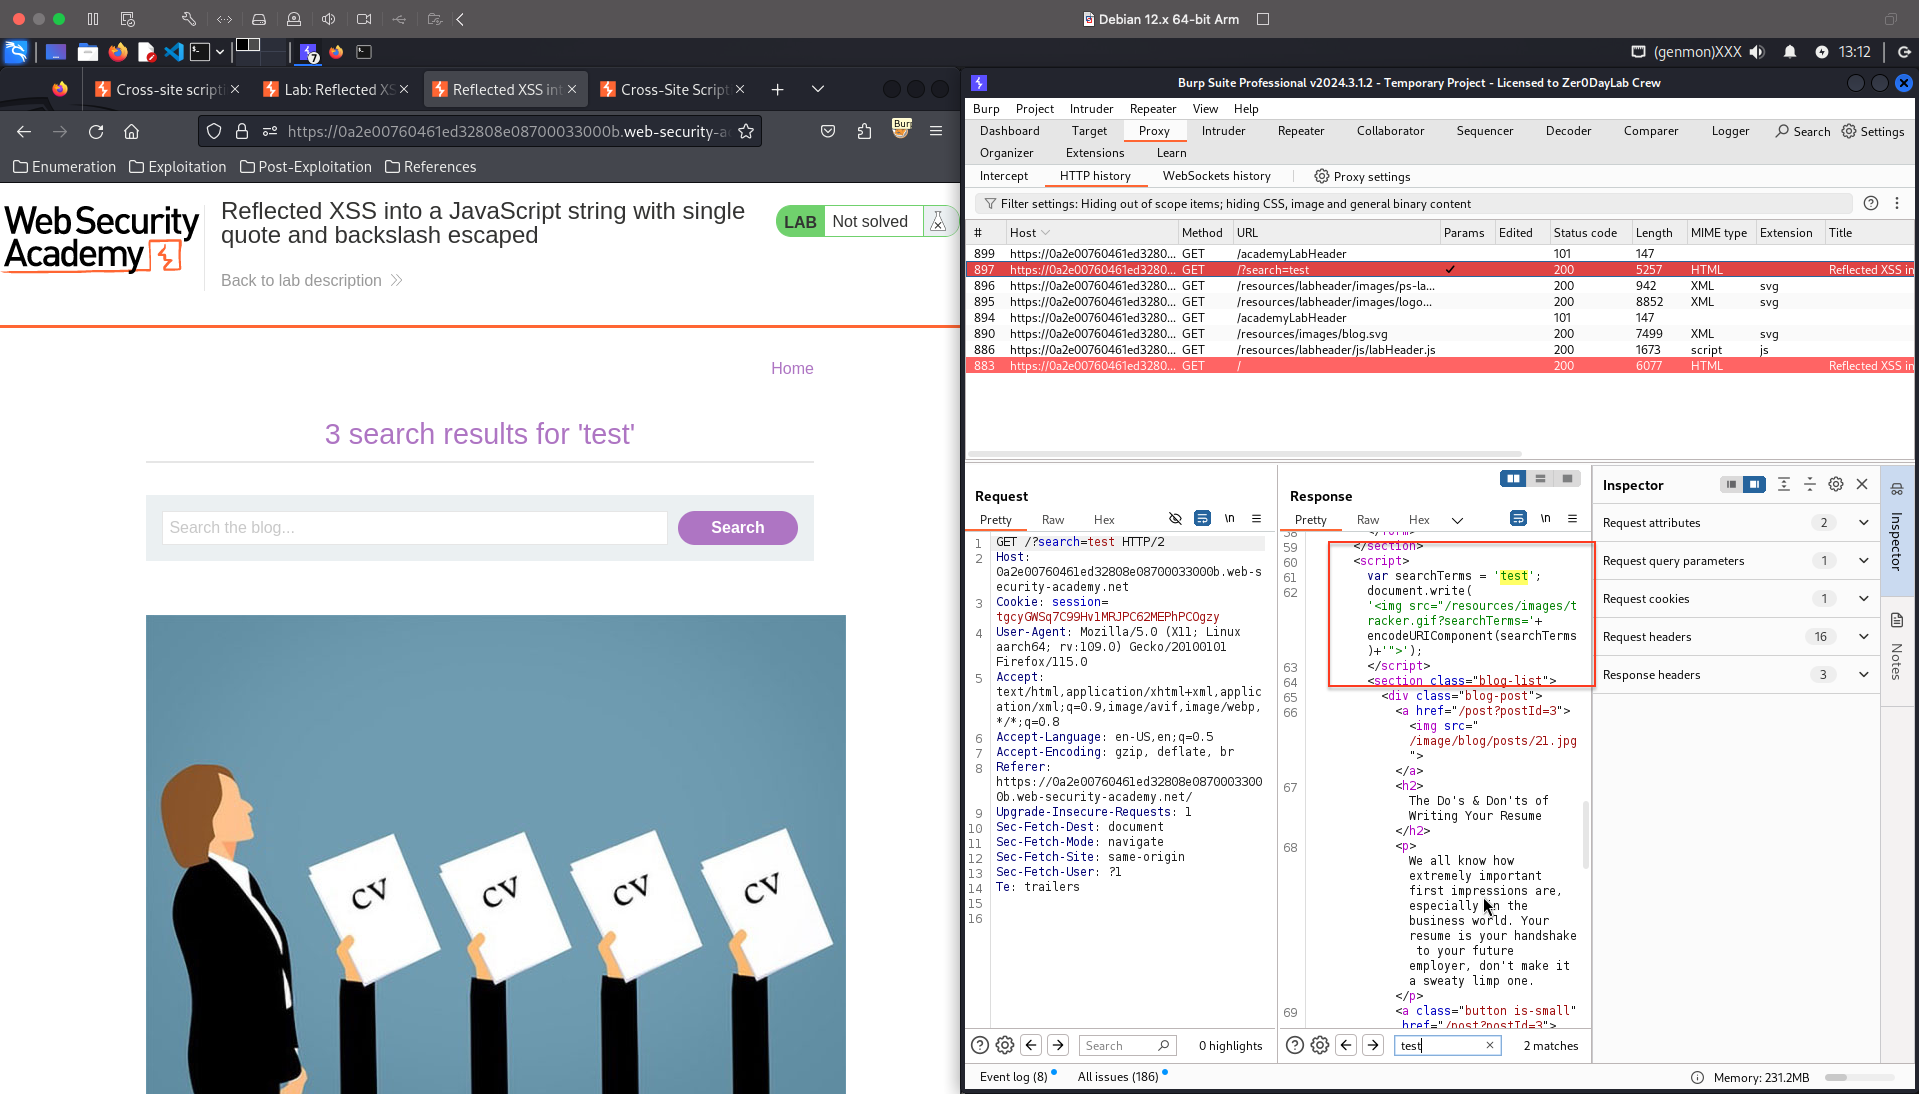 Debian 12.x 64-bit Arm
7
(genmon)XXX
13:12
Cross-site scripti
Lab: Reflected XS
Reflected XSS int
Cross-Site Script
https://0a2e00760461ed32808e08700033000b.web-security-a
Bur
Enumeration
Exploitation
Post-Exploitation
References
WebSecurity
Academy
Reflected XSS into a JavaScript string with single
quote and backslash escaped
Back to lab description
LAB
Not solved
Home
3 search results for 'test'
Search the blog...
Search
CV
CV
CV
CV
Burp Suite Professional v2024.3.1.2 - Temporary Project - Licensed to Zer0DayLab Crew
Burp Project Intruder Repeater View Help
Dashboard Target Proxy Intruder Repeater Collaborator Sequencer Decoder Comparer Logger Search Settings
Organizer Extensions Learn
Intercept HTTP history WebSockets history Proxy settings
Filter settings: Hiding out of scope items; hiding CSS, image and general binary content
# Host Method URL Params Edited Status code Length MIME type Extension Title
899 https://0a2e00760461ed3280... GET /academyLabHeader 101 147
897 https://0a2e00760461ed3280... GET /?search=test ✓ 200 5257 HTML Reflected XSS in
896 https://0a2e00760461ed3280... GET /resources/labheader/images/ps-la... 200 942 XML svg
895 https://0a2e00760461ed3280... GET /resources/labheader/images/logo... 200 8852 XML svg
894 https://0a2e00760461ed3280... GET /academyLabHeader 101 147
890 https://0a2e00760461ed3280... GET /resources/images/blog.svg 200 7499 XML svg
886 https://0a2e00760461ed3280... GET /resources/labheader/js/labHeader.js 200 1673 script js
883 https://0a2e00760461ed3280... GET / 200 6077 HTML Reflected XSS in
Request
Pretty Raw Hex \n
1 GET /?search=test HTTP/2
2 Host:
0a2e00760461ed32808e08700033000b.web-s
ecurity-academy.net
3 Cookie: session=
tgcyGWSq7C99Hv1MRJPC62MEPhPCOgzy
4 User-Agent: Mozilla/5.0 (X11; Linux
aarch64; rv:109.0) Gecko/20100101
Firefox/115.0
5 Accept:
text/html,application/xhtml+xml,applic
ation/xml;q=0.9,image/avif,image/webp,
*/*;q=0.8
6 Accept-Language: en-US,en;q=0.5
7 Accept-Encoding: gzip, deflate, br
8 Referer:
https://0a2e00760461ed32808e0870003300
0b.web-security-academy.net/
9 Upgrade-Insecure-Requests: 1
10 Sec-Fetch-Dest: document
11 Sec-Fetch-Mode: navigate
12 Sec-Fetch-Site: same-origin
13 Sec-Fetch-User: ?1
14 Te: trailers
15
16
Search
0 highlights
Response
Pretty Raw Hex \n
58 </form>
59 </section>
60 <script>
61 var searchTerms = 'test';
62 document.write(
'<img src="/resources/images/t
racker.gif?searchTerms='+
encodeURIComponent(searchTerms
)+'">');
63 </script>
64 <section class="blog-list">
65 <div class="blog-post">
66 <a href="/post?postId=3">
<img src="
/image/blog/posts/21.jpg
">
</a>
67 <h2>
The Do's & Don'ts of
Writing Your Resume
</h2>
68 <p>
We all know how
extremely important
first impressions are,
especially in the
business world. Your
resume is your handshake
to your future
employer, don't make it
a sweaty limp one.
</p>
69 <a class="button is-small"
href="/post?postId=3">
test
2 matches
Inspector
Request attributes 2
Request query parameters 1
Request cookies 1
Request headers 16
Response headers 3
Inspector
Notes
Event log (8)
All issues (186)
Memory: 231.2MB